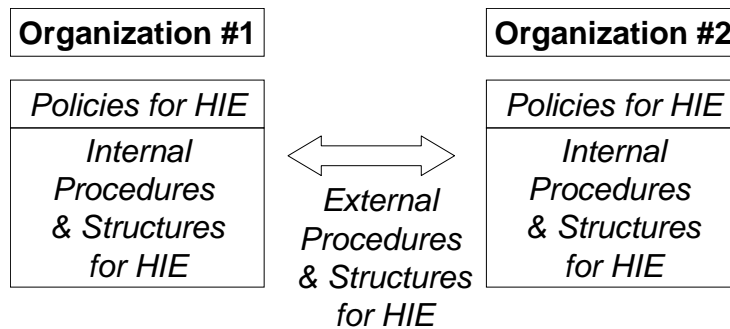 Organization #1
Organization #2
Policies for HIE
Internal
Procedures
& Structures
for HIE
External
Procedures
& Structures
for HIE
Policies for HIE
Internal
Procedures
& Structures
for HIE